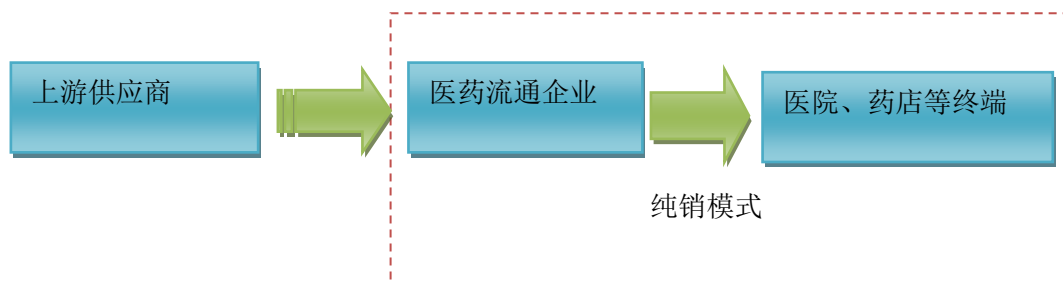 上游供应商
医药流通企业
医院、药店等终端
纯销模式